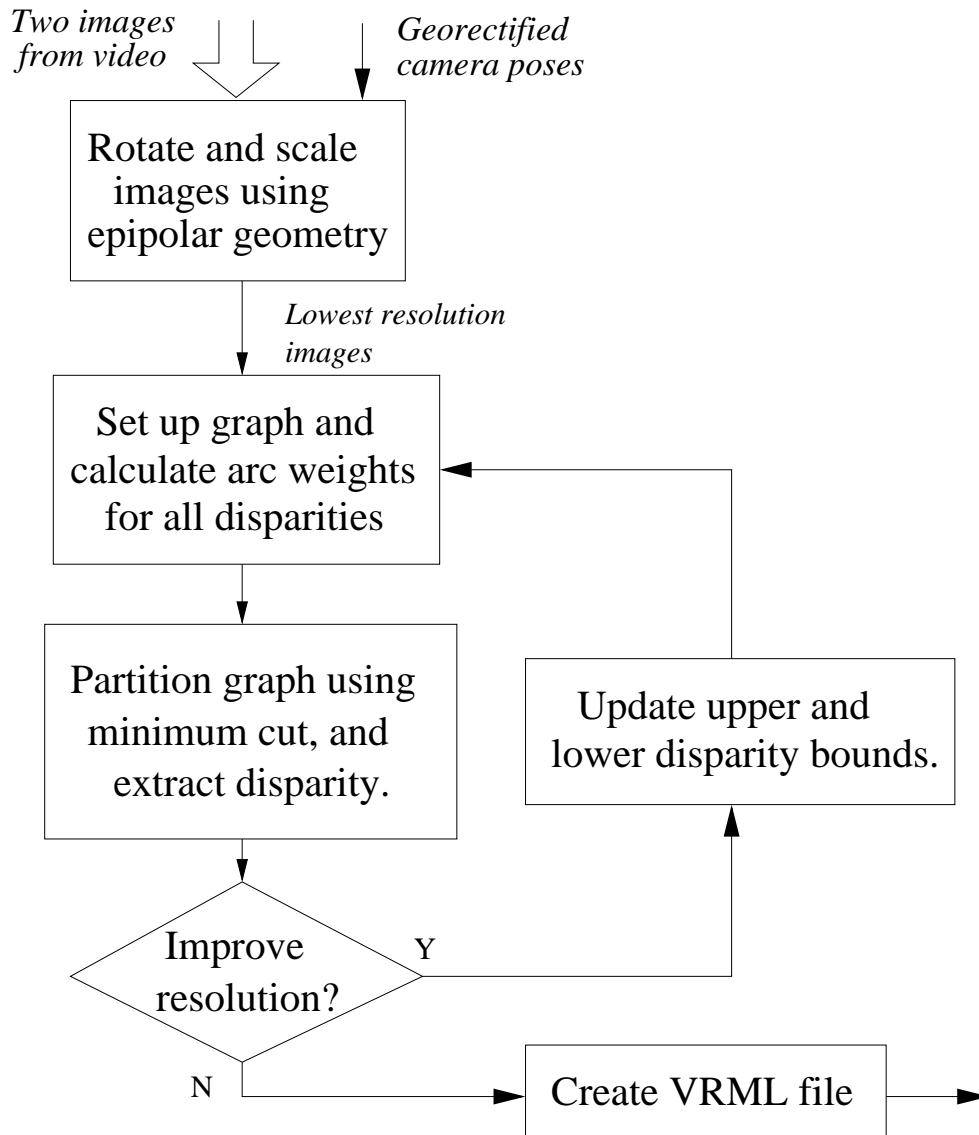 Two images
from video
Georectified
camera poses
Rotate and scale
images using
epipolar geometry
Lowest resolution
images
Set up graph and
calculate arc weights
for all disparities
Partition graph using
minimum cut, and
extract disparity.
Update upper and
lower disparity bounds.
Improve
resolution?
Y
N
Create VRML file